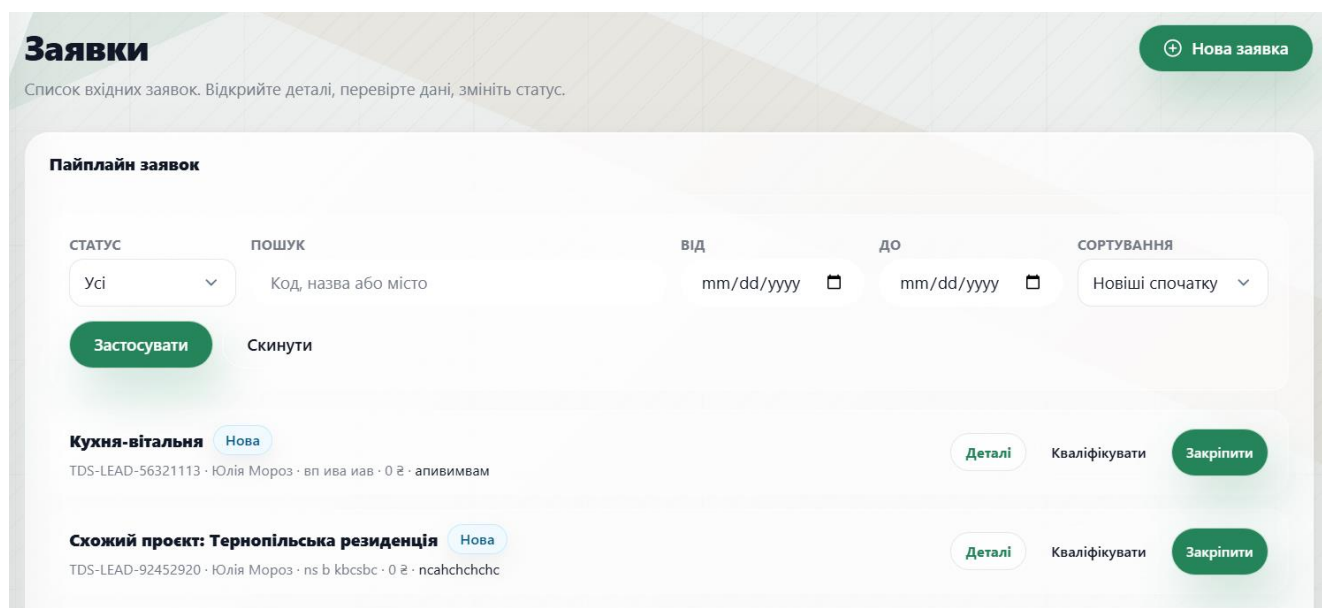 Заявки
Нова заявка
Список вхідних заявок. Відкрийте деталі, перевірте дані, змініть статус.
Пайплайн заявок
СТАТУС ПОШУК ВІД ДО СОРТУВАННЯ
Усі Код, назва або місто mm/dd/yyyy mm/dd/yyyy Новіші спочатку
Застосувати Скинути
Кухня-вітальня Нова
Деталі Кваліфікувати Закріпити
TDS-LEAD-56321113 · Юлія Мороз · вп ива иав · 0 ₴ · апивимвам
Схожий проєкт: Тернопільська резиденція Нова
Деталі Кваліфікувати Закріпити
TDS-LEAD-92452920 · Юлія Мороз · ns b kbcsbc · 0 ₴ · ncahchchchc